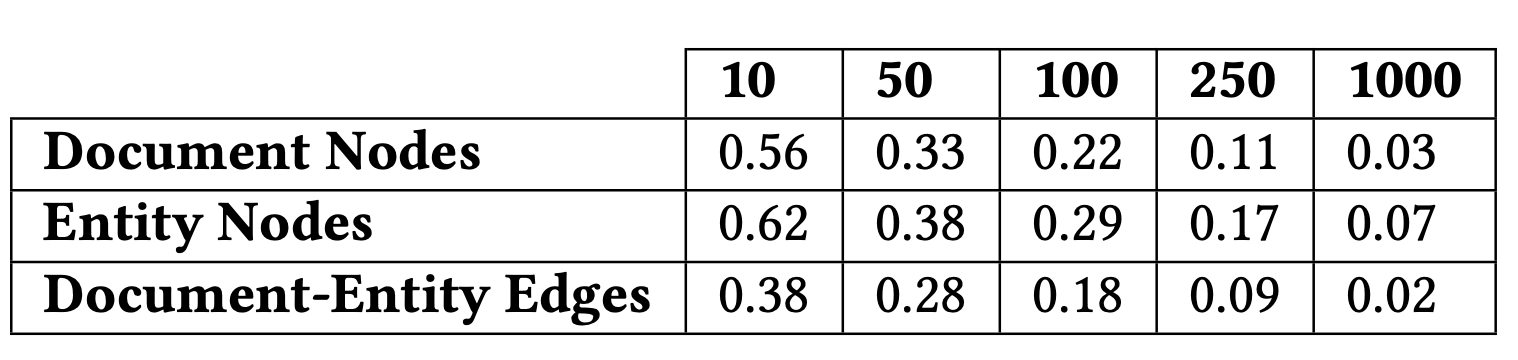 10 50 100 250 1000
Document Nodes 0.56 0.33 0.22 0.11 0.03
Entity Nodes 0.62 0.38 0.29 0.17 0.07
Document-Entity Edges 0.38 0.28 0.18 0.09 0.02